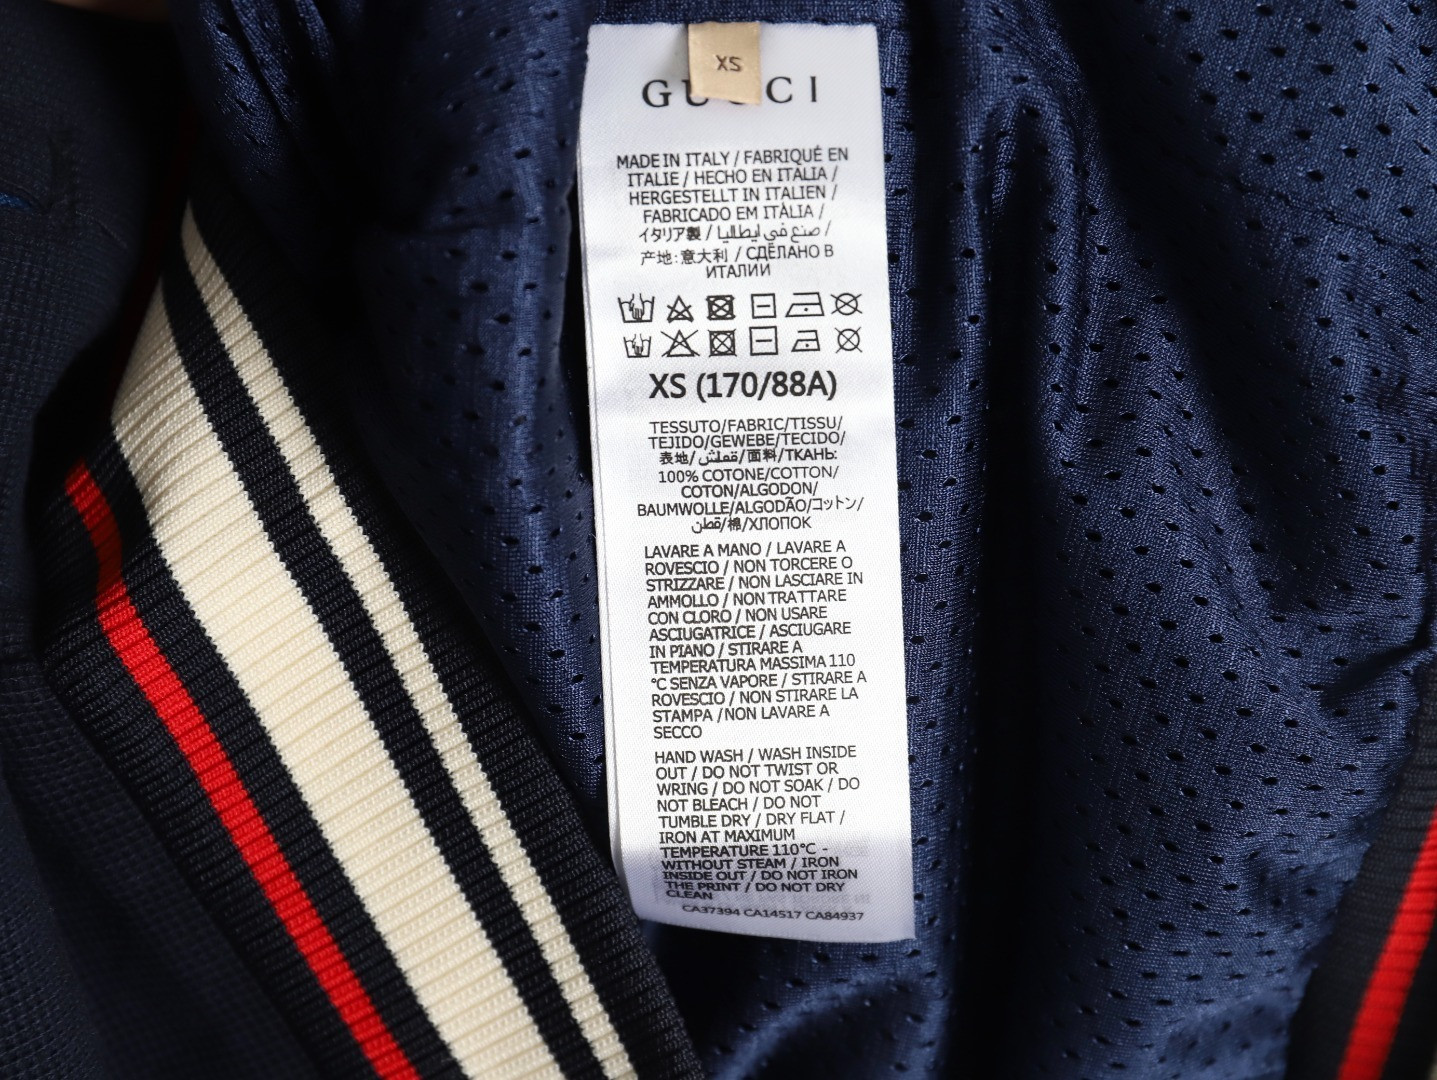 XS
GUCCI
MADE IN ITALY / FABRIQUÉ EN
ITALIE / HECHO EN ITALIA /
HERGESTELLT IN ITALIEN /
FABRICADO EM ITÀLIA /
イタリア製 / صنع في ايطاليا /
产地:意大利 / СДЕЛАНО В
ИТАЛИИ
XS (170/88A)
TESSUTO/FABRIC/TISSU/
TEJIDO/GEWEBE/TECIDO/
表地/قملش/面料/ТКАНЬ:
100% COTONE/COTTON/
COTON/ALGODON/
BAUMWOLLE/ALGODÃO/コットン/
قطن/棉/ХЛОПОК
LAVARE A MANO / LAVARE A
ROVESCIO / NON TORCERE O
STRIZZARE / NON LASCIARE IN
AMMOLLO / NON TRATTARE
CON CLORO / NON USARE
ASCIUGATRICE / ASCIUGARE
IN PIANO / STIRARE A
TEMPERATURA MASSIMA 110
°C SENZA VAPORE / STIRARE A
ROVESCIO / NON STIRARE LA
STAMPA /NON LAVARE A
SECCO
HAND WASH / WASH INSIDE
OUT / DO NOT TWIST OR
WRING / DO NOT SOAK / DO
NOT BLEACH / DO NOT
TUMBLE DRY / DRY FLAT /
IRON AT MAXIMUM
TEMPERATURE 110°C -
WITHOUT STEAM / IRON
INSIDE OUT / DO NOT IRON
THE PRINT / DO NOT DRY
CLEAN
CA37394 CA14517 CA84937